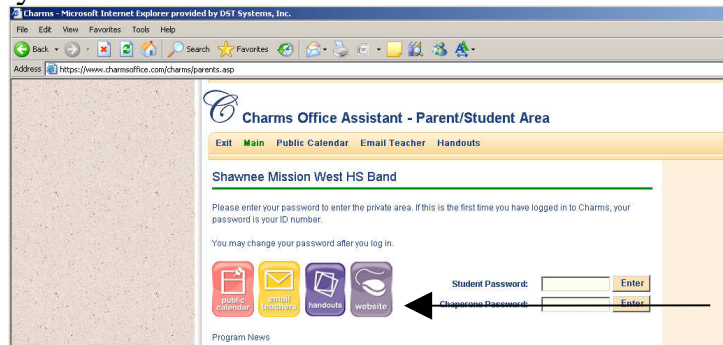 Charms - Microsoft Internet Explorer provided by DST Systems, Inc.
File Edit View Favorites Tools Help
Back Search Favorites
Address https://www.charmsoffice.com/charms/parents.asp
C
Charms Office Assistant - Parent/Student Area
Exit Main Public Calendar Email Teacher Handouts
Shawnee Mission West HS Band
Please enter your password to enter the private area. If this is the first time you have logged in to Charms, your
password is your ID number.
You may change your password after you log in.
public calendar email teachers handouts website
Student Password: Enter
Chaperone Password: Enter
Program News